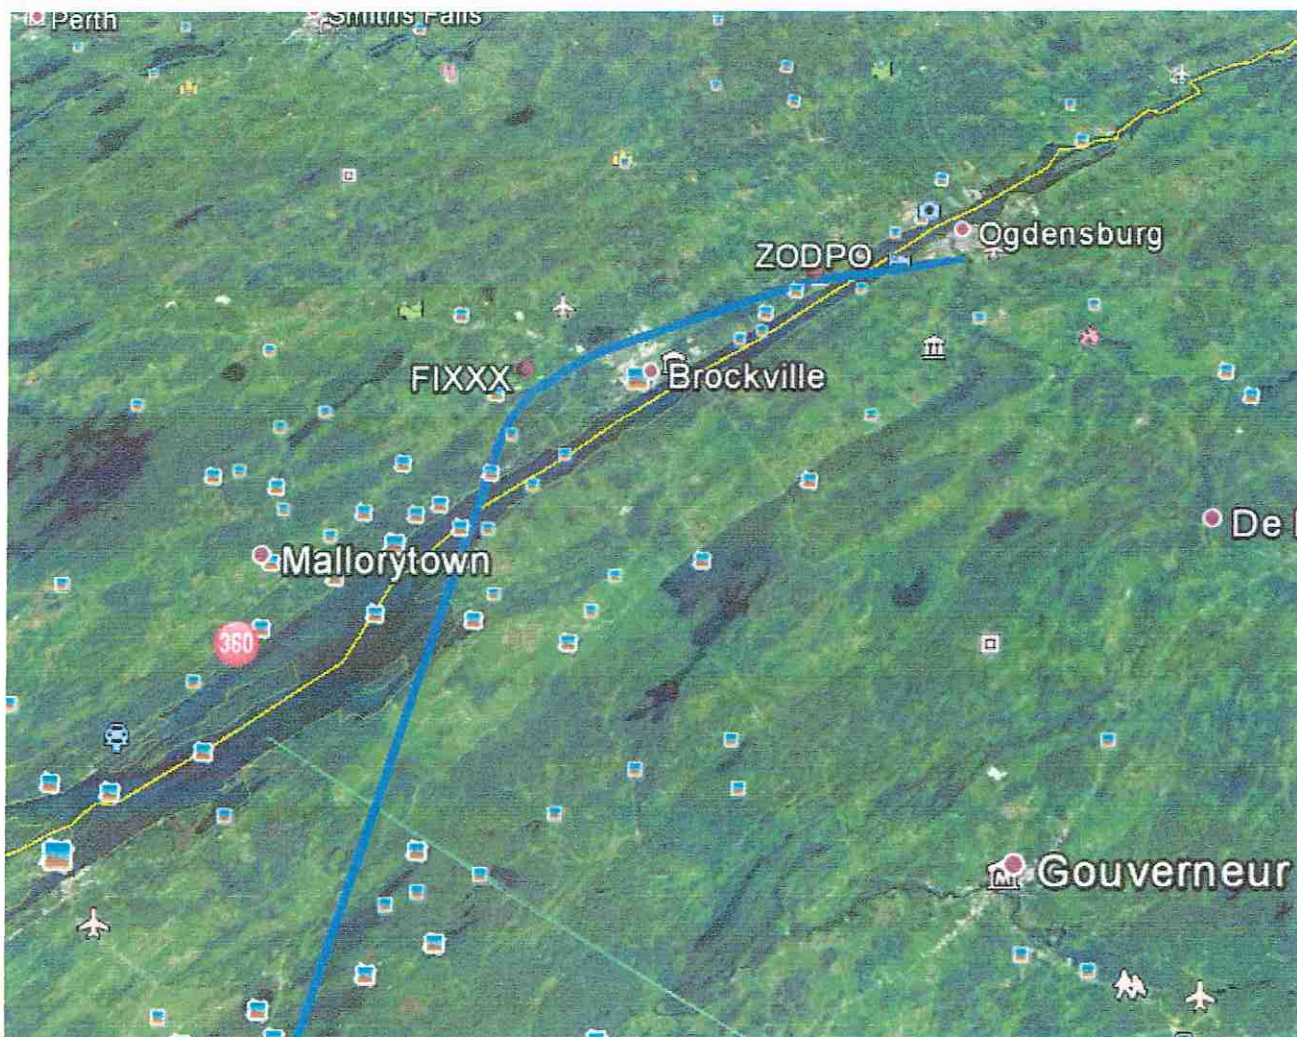 Perth
Smiths Falls
Ogdensburg
ZODPO
FIXXX
Brockville
De
Mallorytown
360
Gouverneur